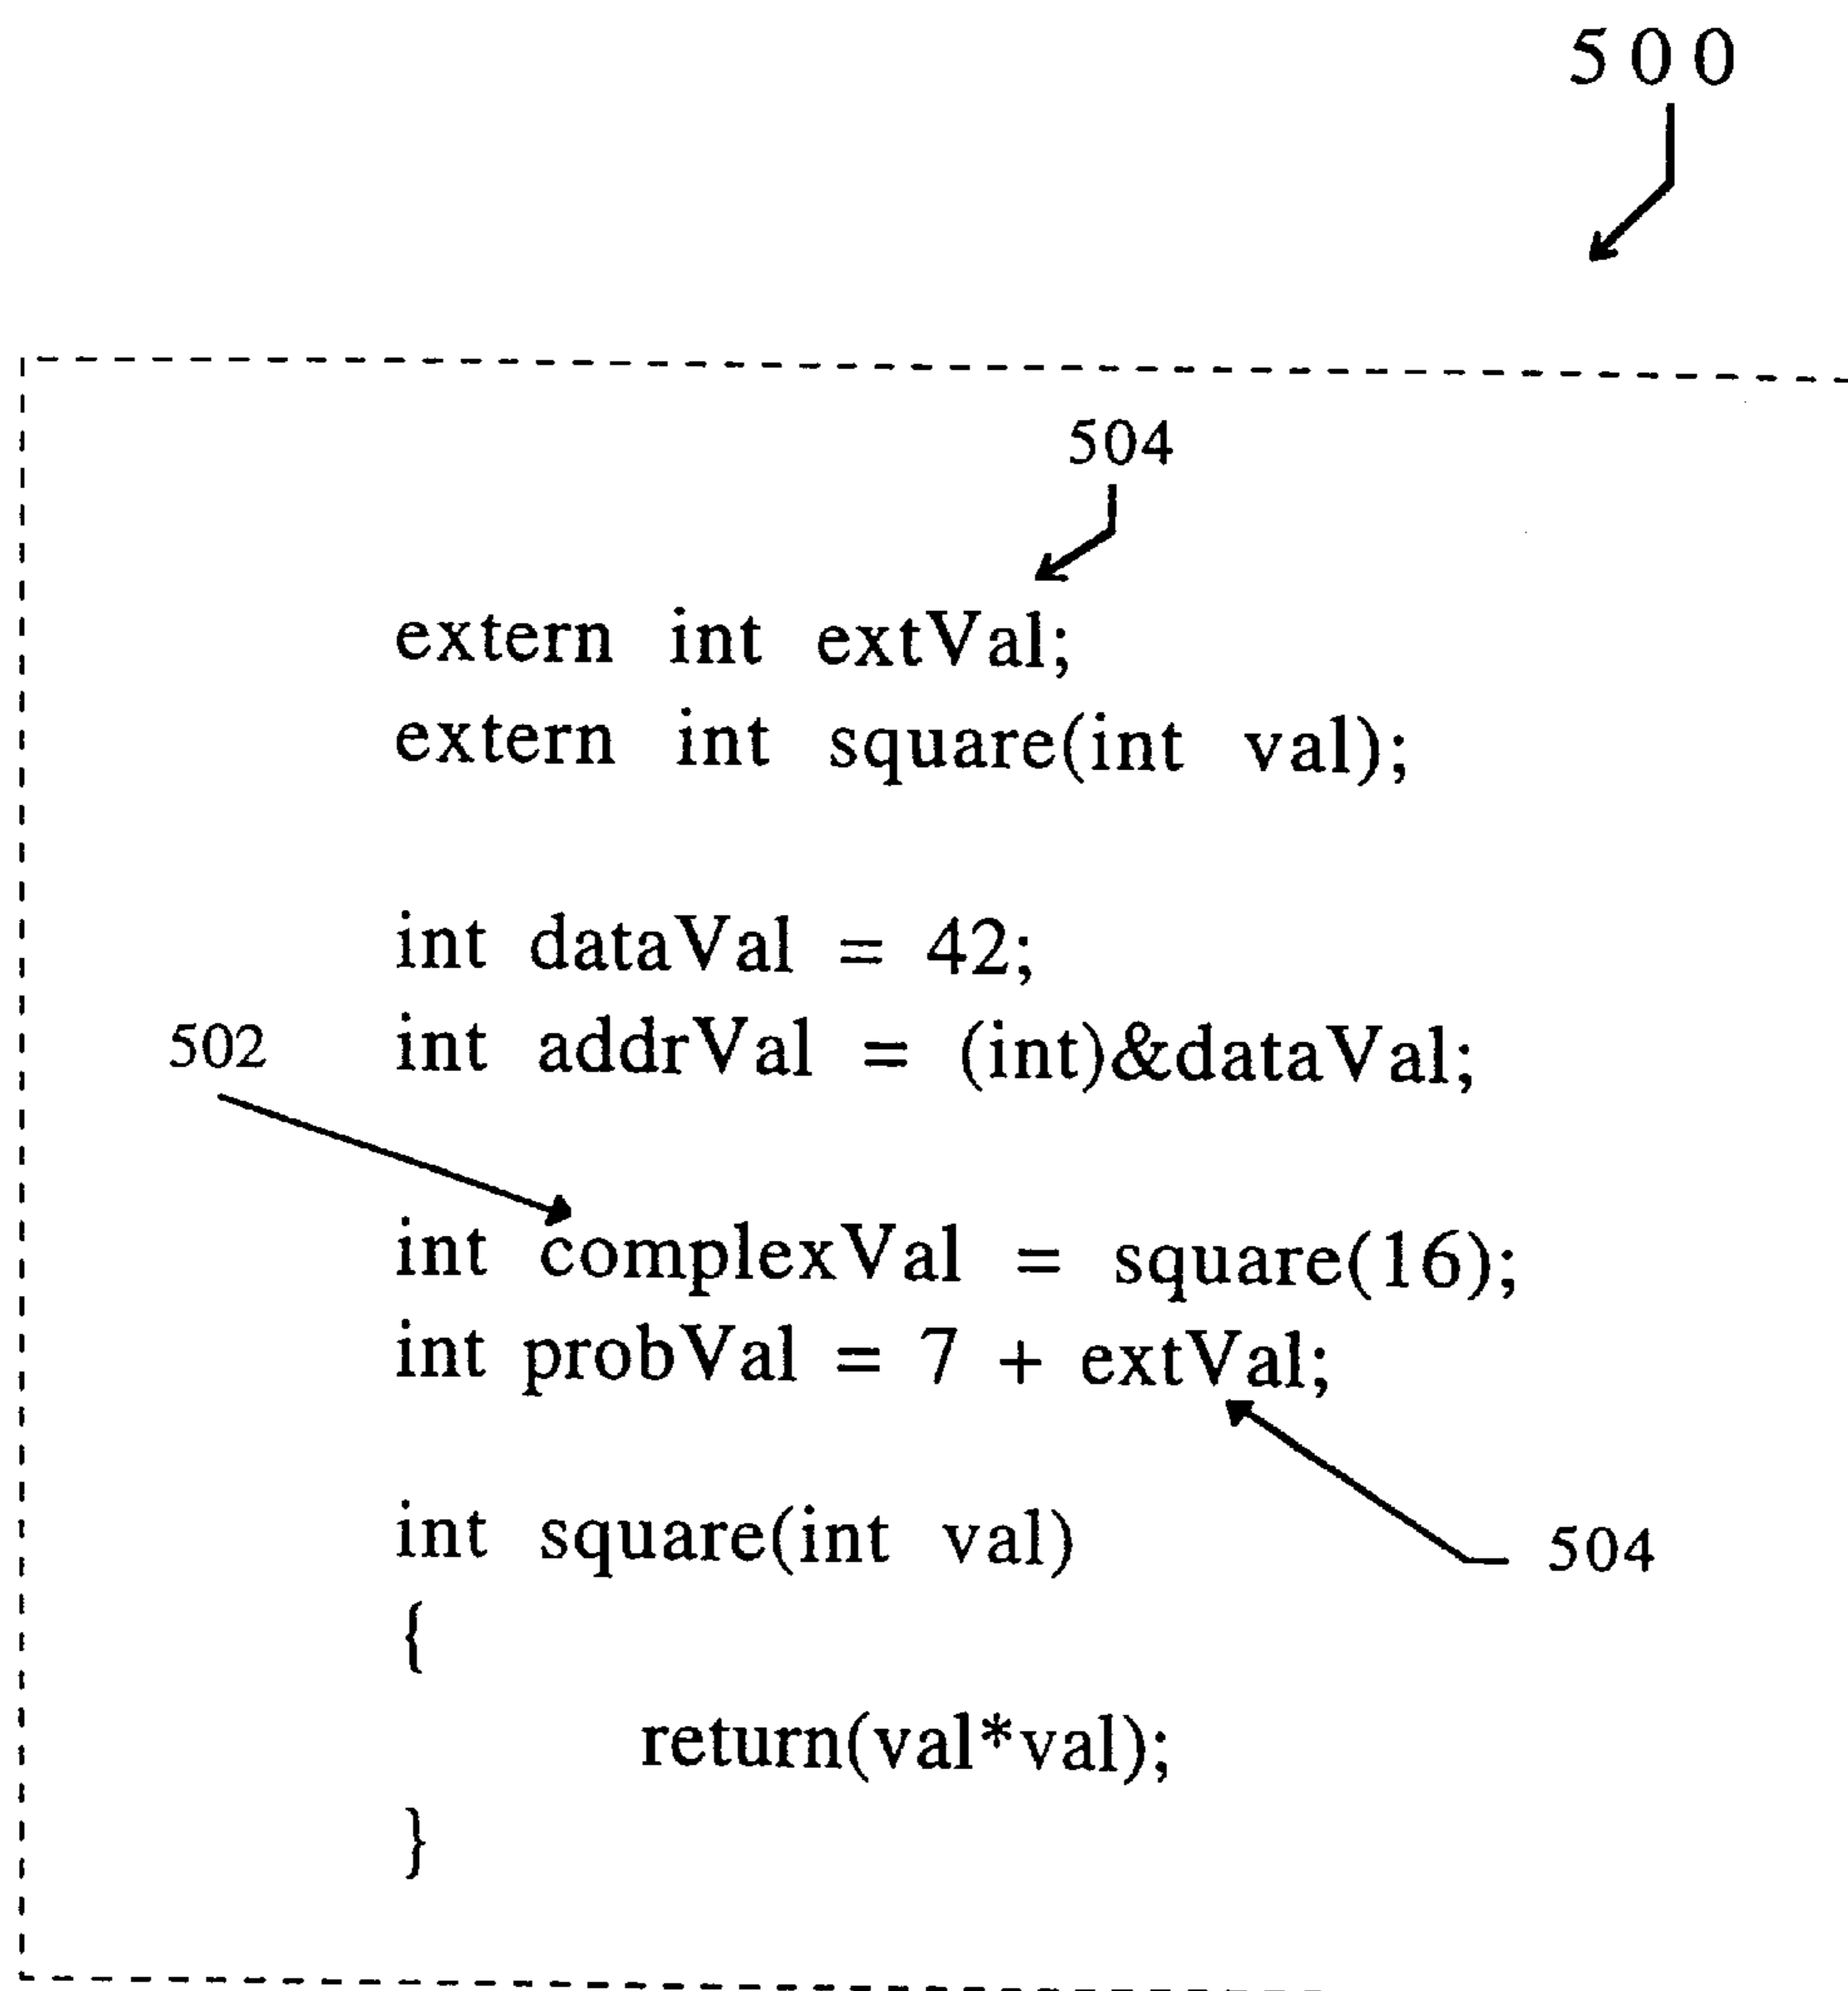 500
504
extern int extVal;
extern int square(int val);
int dataVal = 42;
502 int addrVal = (int)&dataVal;
int complexVal = square(16);
int probVal = 7 + extVal;
int square(int val)
504
{
return(val*val);
}